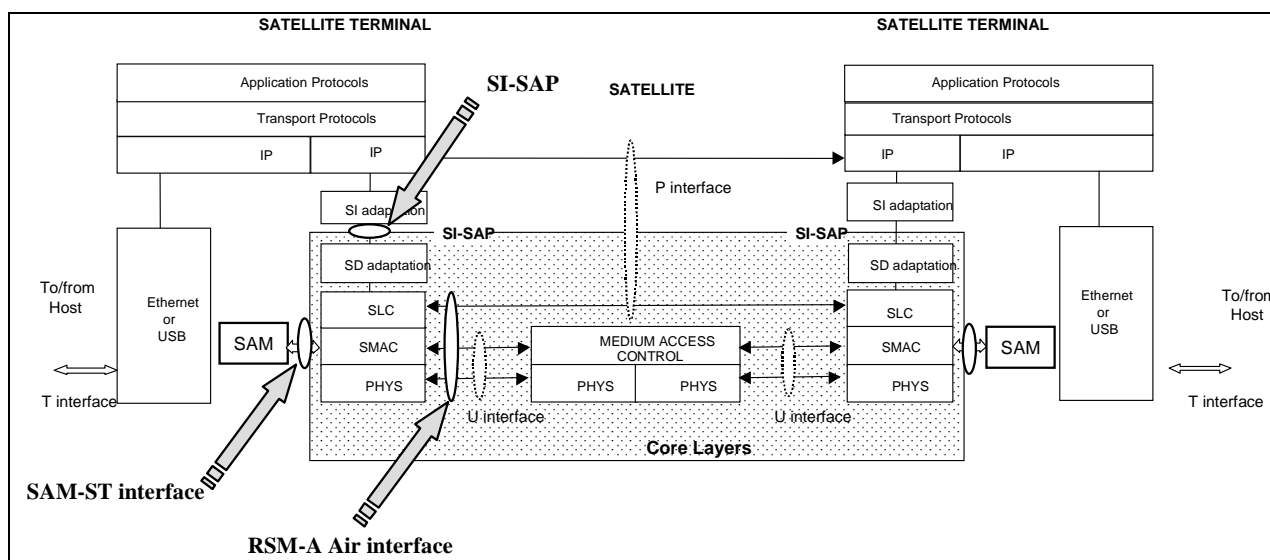 SATELLITE TERMINAL
SATELLITE TERMINAL
SI-SAP
SATELLITE
Application Protocols
Application Protocols
Transport Protocols
Transport Protocols
IP
IP
IP
IP
P interface
SI adaptation
SI adaptation
SI-SAP
SI-SAP
SD adaptation
SD adaptation
To/from
Host
Ethernet
or
USB
SLC
SLC
Ethernet
or
USB
To/from
Host
SAM
SMAC
MEDIUM ACCESS
CONTROL
SMAC
SAM
PHYS
PHYS
PHYS
PHYS
T interface
U interface
U interface
T interface
Core Layers
SAM-ST interface
RSM-A Air interface